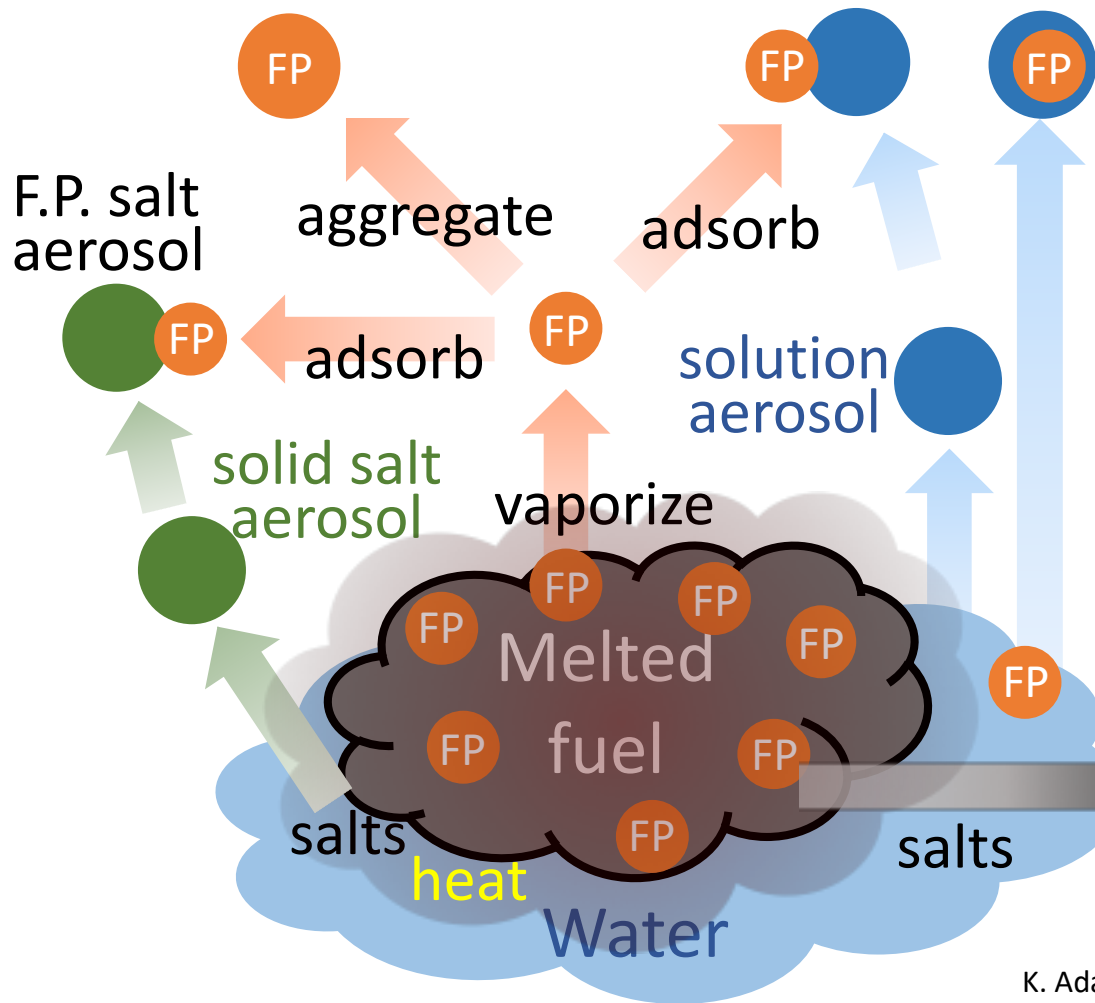 FP
FP
FP
F.P. salt
aerosol
aggregate
adsorb
FP
FP
adsorb
solution
aerosol
solid salt
aerosol
vaporize
FP
FP
FP
FP
Melted
FP
fuel
FP
FP
FP
salts
salts
heat
Water